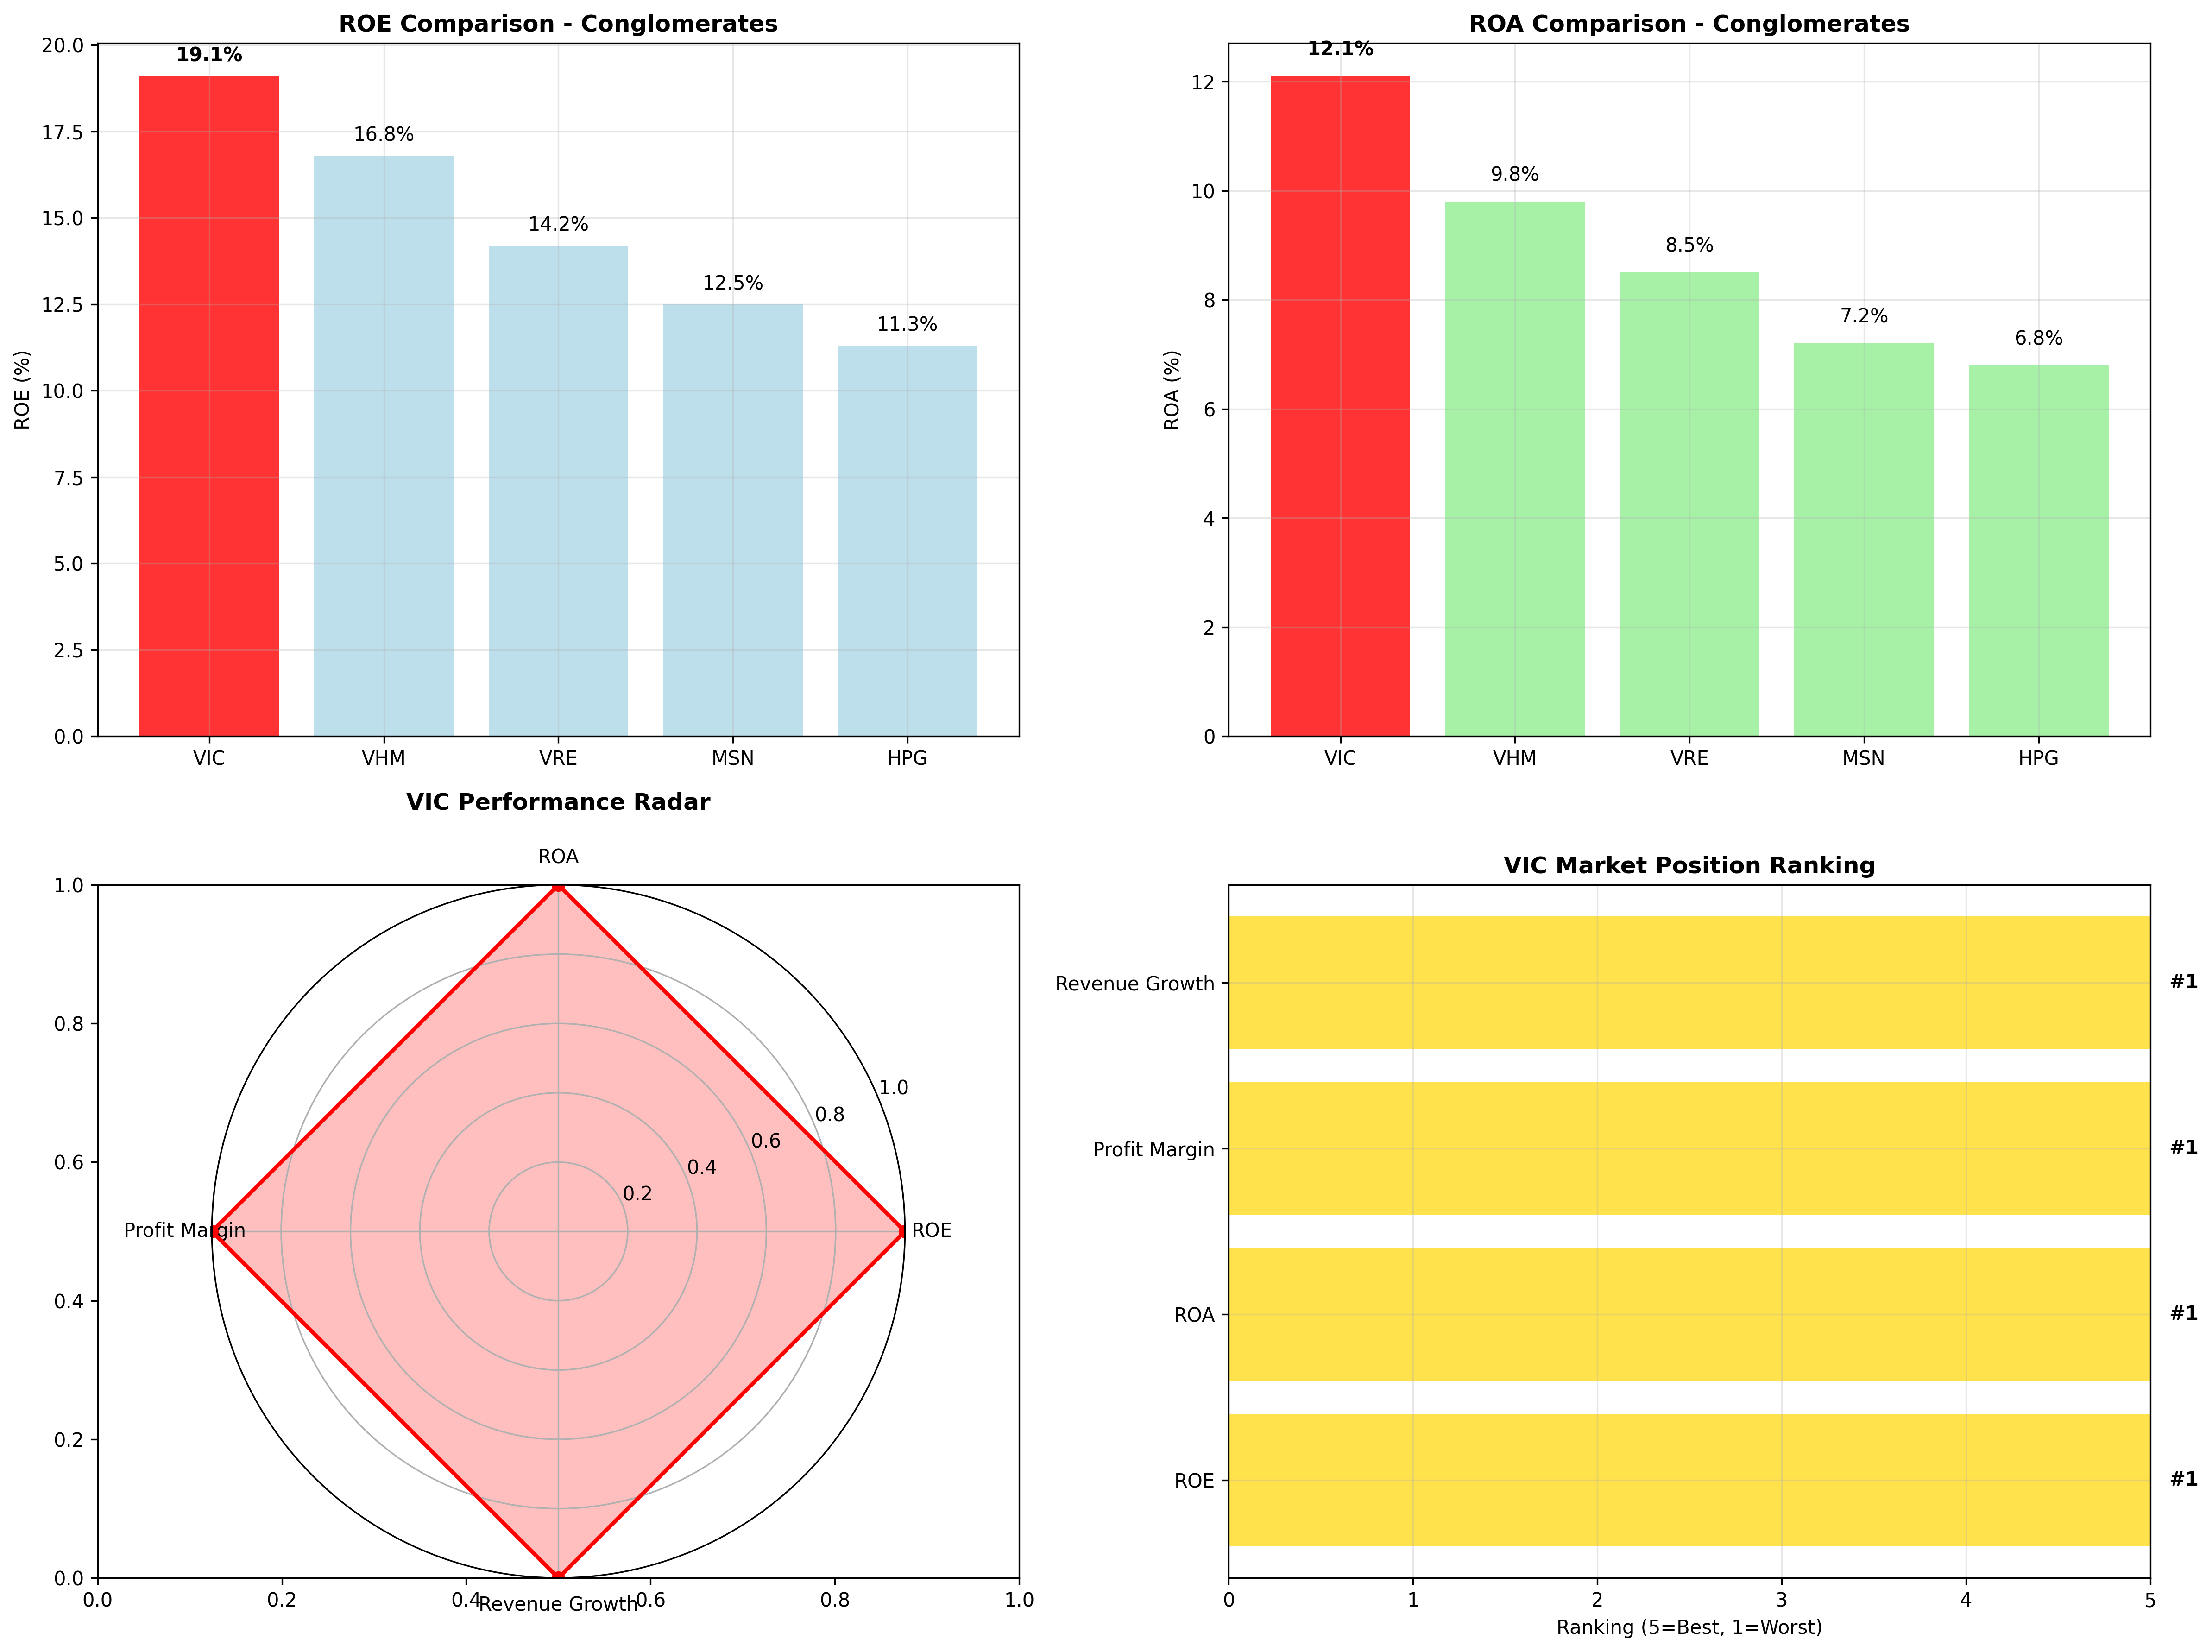 ROE Comparison - Conglomerates
20.0
17.5
15.0
12.5
10.0
7.5
5.0
2.5
0.0
ROE (%)
19.1%
16.8%
14.2%
12.5%
11.3%
VIC
VHM
VRE
MSN
HPG
ROA Comparison - Conglomerates
12
10
8
6
4
2
0
ROA (%)
12.1%
9.8%
8.5%
7.2%
6.8%
VIC
VHM
VRE
MSN
HPG
VIC Performance Radar
ROA
1.0
0.8
0.6
0.4
0.2
0.0
1.0
0.8
0.6
0.4
0.2
Profit Margin
ROE
0.0
0.2
0.4
0.6
0.8
1.0
Revenue Growth
VIC Market Position Ranking
Revenue Growth
#1
Profit Margin
#1
ROA
#1
ROE
#1
0
1
2
3
4
5
Ranking (5=Best, 1=Worst)